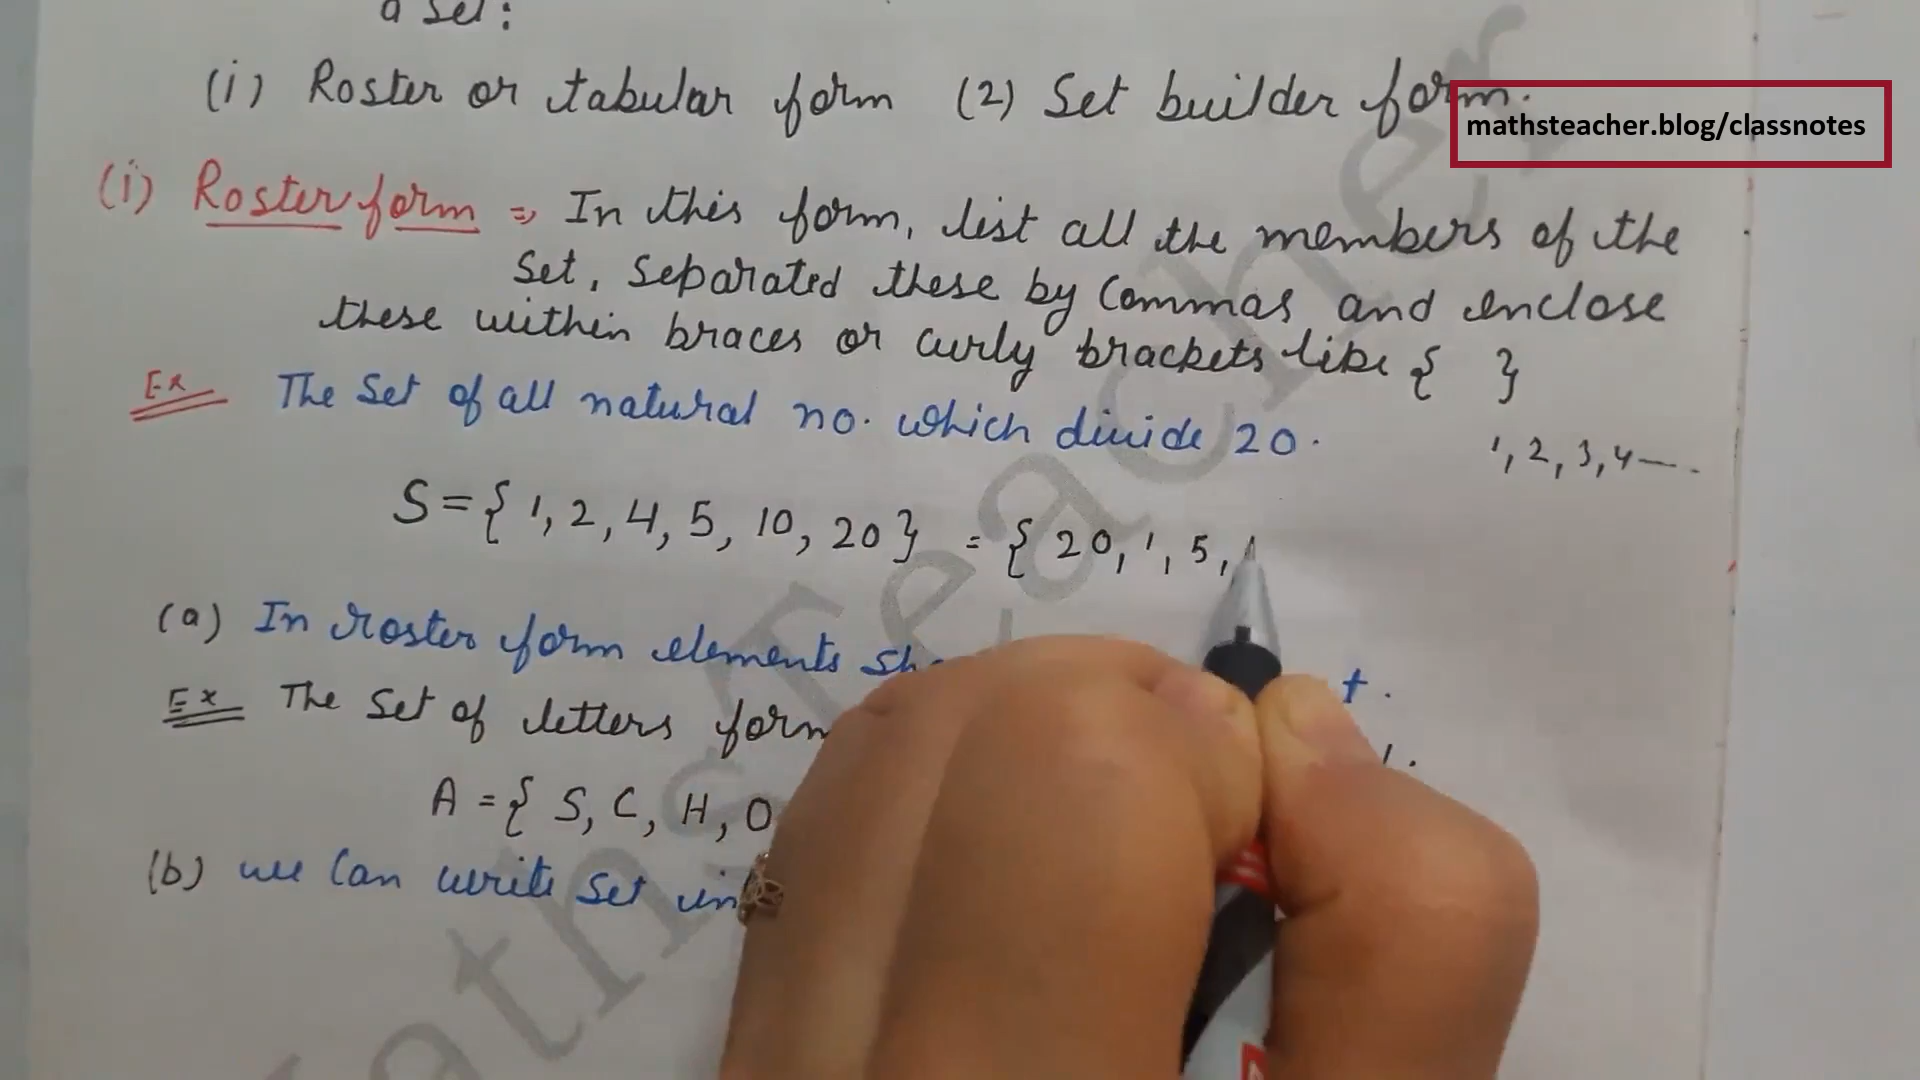 a Set:
(i) Roster or tabular form (2) Set builder form.
mathsteacher.blog/classnotes
(i) Roster form => In this form, list all the members of the
Set, separated these by Commas and enclose
these within braces or curly brackets like { }
Ex The Set of all natural no. which divide 20.
1, 2, 3, 4—..
S = { 1, 2, 4, 5, 10, 20 } = { 20, 1, 5,
(a) In roster form elements
Ex The Set of letters
A = { S, C, H, O
(b) we Can write Set in
Maths Teacher